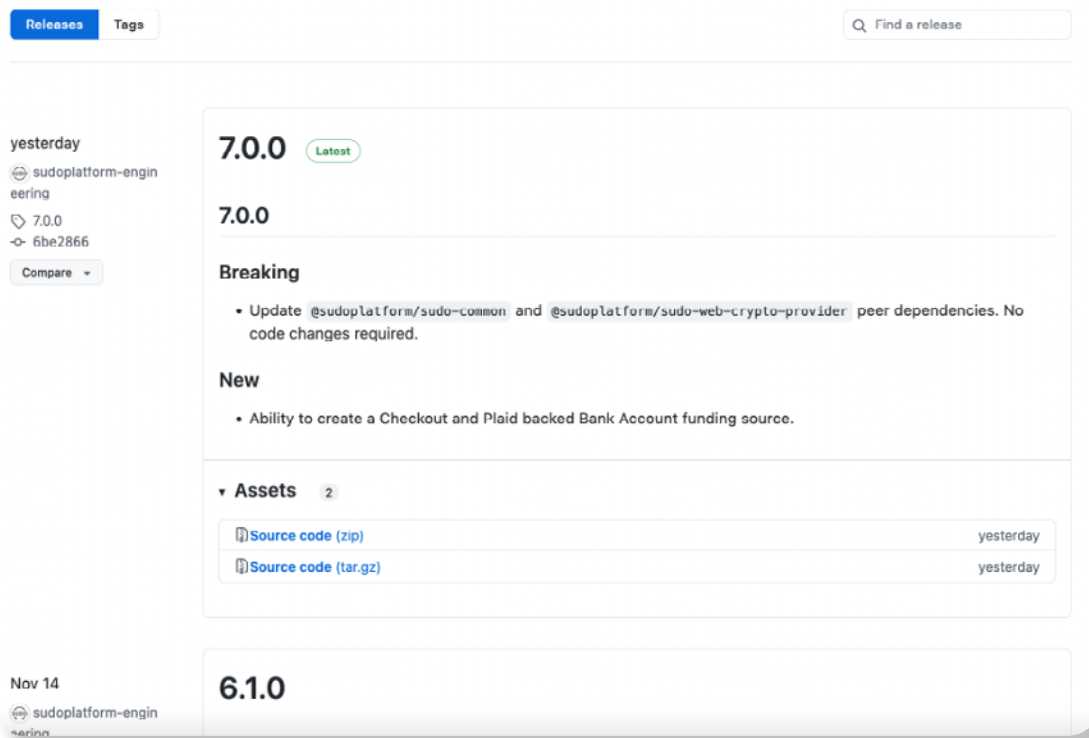 Releases
Tags
Find a release
yesterday
sudoplatform-engin
eering
7.0.0
6be2866
Compare
7.0.0 Latest
7.0.0
Breaking
• Update @sudoplatform/sudo-common and @sudoplatform/sudo-web-crypto-provider peer dependencies. No
code changes required.
New
• Ability to create a Checkout and Plaid backed Bank Account funding source.
Assets 2
Source code (zip) yesterday
Source code (tar.gz) yesterday
Nov 14
sudoplatform-engin
eering
6.1.0